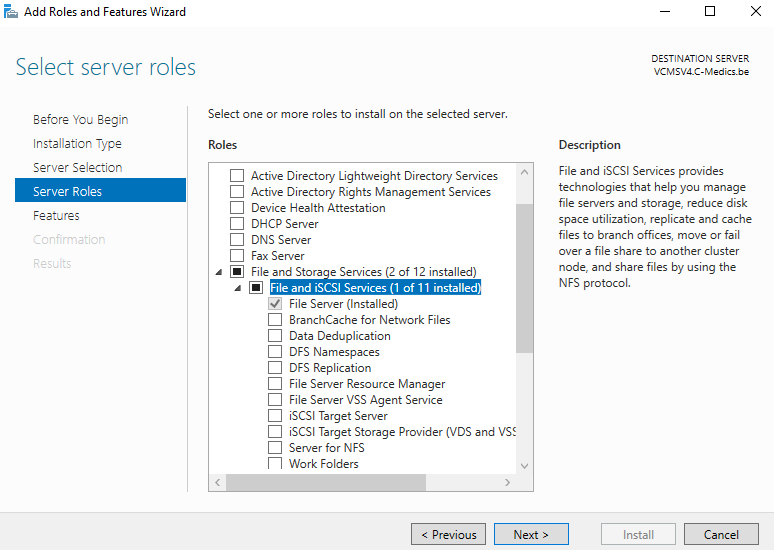 Add Roles and Features Wizard
Select server roles
DESTINATION SERVER
VCMSV4.C-Medics.be
Before You Begin
Installation Type
Server Selection
Server Roles
Features
Confirmation
Results
Select one or more roles to install on the selected server.
Roles
Active Directory Lightweight Directory Services
Active Directory Rights Management Services
Device Health Attestation
DHCP Server
DNS Server
Fax Server
File and Storage Services (2 of 12 installed)
File and iSCSI Services (1 of 11 installed)
File Server (Installed)
BranchCache for Network Files
Data Deduplication
DFS Namespaces
DFS Replication
File Server Resource Manager
File Server VSS Agent Service
iSCSI Target Server
iSCSI Target Storage Provider (VDS and VSS
Server for NFS
Work Folders
Description
File and iSCSI Services provides
technologies that help you manage
file servers and storage, reduce disk
space utilization, replicate and cache
files to branch offices, move or fail
over a file share to another cluster
node, and share files by using the
NFS protocol.
< Previous
Next >
Install
Cancel